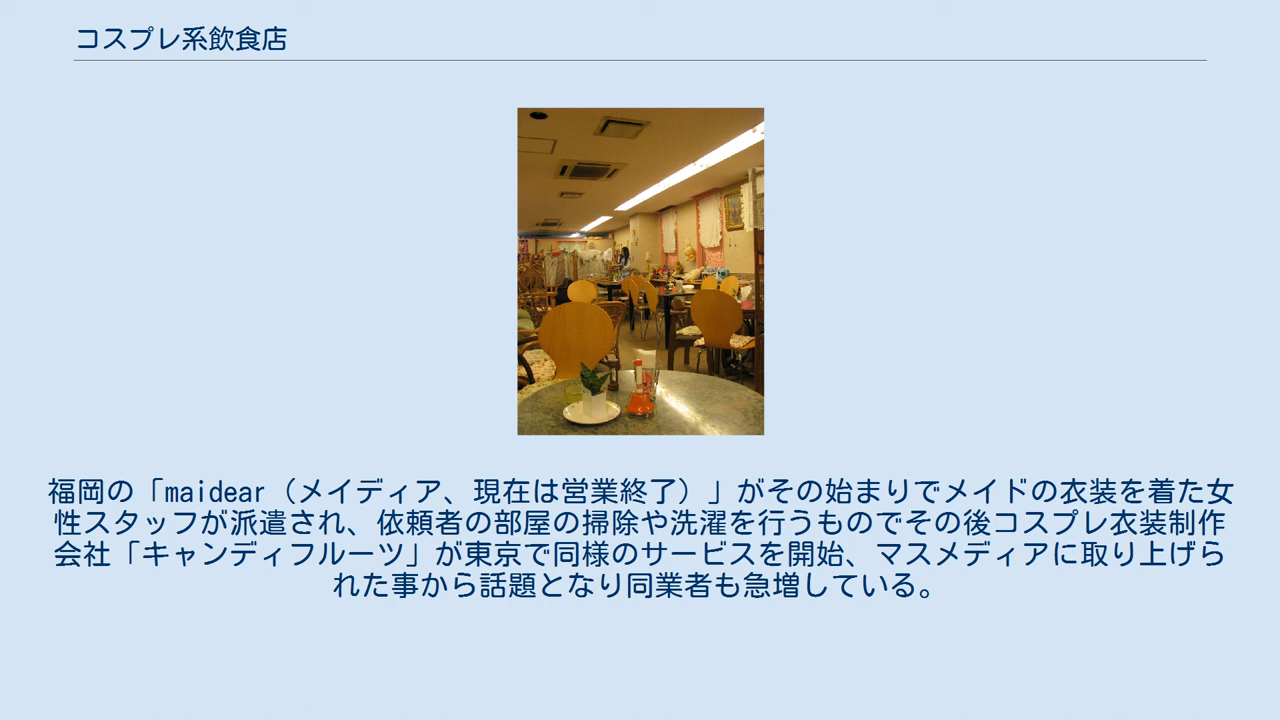 コスプレ系飲食店
福岡の「maidear（メイディア、現在は営業終了）」がその始まりでメイドの衣装を着た女
性スタッフが派遣され、依頼者の部屋の掃除や洗濯を行うものでその後コスプレ衣装制作
会社「キャンディフルーツ」が東京で同様のサービスを開始、マスメディアに取り上げら
れた事から話題となり同業者も急増している。